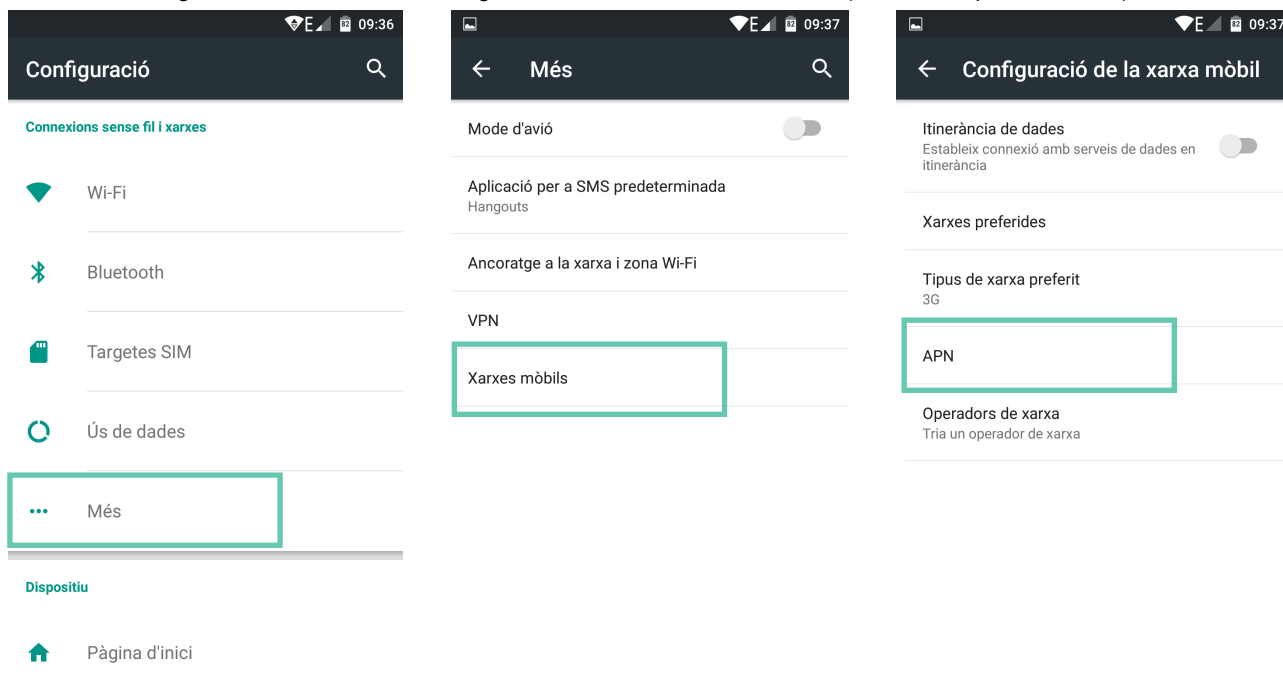 E 82 09:36
Configuració
Connexions sense fil i xarxes
Wi-Fi
Bluetooth
Targetes SIM
Ús de dades
Més
Dispositiu
Pàgina d'inici
E 82 09:37
Més
Mode d'avió
Aplicació per a SMS predeterminada
Hangouts
Ancoratge a la xarxa i zona Wi-Fi
VPN
Xarxes mòbils
E 82 09:37
Configuració de la xarxa mòbil
Itinerància de dades
Estableix connexió amb serveis de dades en
itinerància
Xarxes preferides
Tipus de xarxa preferit
3G
APN
Operadors de xarxa
Tria un operador de xarxa